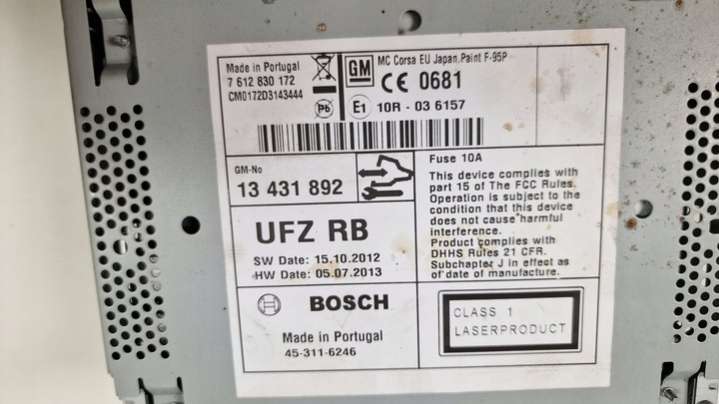 Made in Portugal
7 612 830 172
CM0172D3143444
Pb
GM
MC Corsa EU Japan.Paint F-95P
CE 0681
E1 10R - 03 6157
GM-No
13 431 892
UFZ RB
SW Date: 15.10.2012
HW Date: 05.07.2013
Fuse 10A
This device complies with
part 15 of The FCC Rules.
Operation is subject to the
condition that this device
does not cause harmful
interference.
Product complies with
DHHS Rules 21 CFR.
Subchapter J in effect as
of date of manufacture.
BOSCH
Made in Portugal
45-311-6246
CLASS 1
LASERPRODUCT